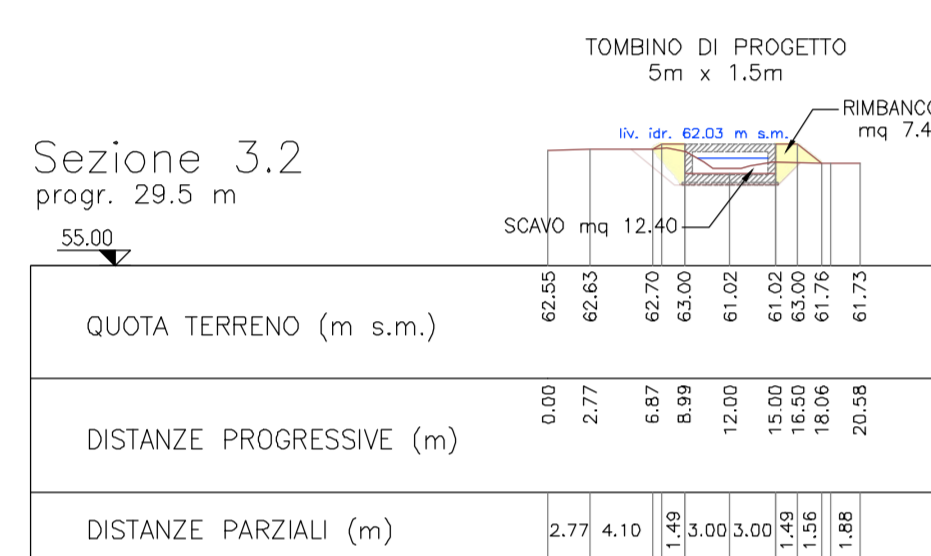 TOMBINO DI PROGETTO
5m x 1.5m
RIMBANCO
mq 7.4
liv. idr. 62.03 m s.m.
Sezione 3.2
progr. 29.5 m
SCAVO mq 12.40
55.00
QUOTA TERRENO (m s.m.)
62.55 62.63 62.70 63.00 61.02 61.02 63.00 61.76 61.73
DISTANZE PROGRESSIVE (m)
0.00 2.77 6.87 8.99 12.00 15.00 16.50 18.06 20.58
DISTANZE PARZIALI (m)
2.77 4.10 1.49 3.00 3.00 1.49 1.56 1.88